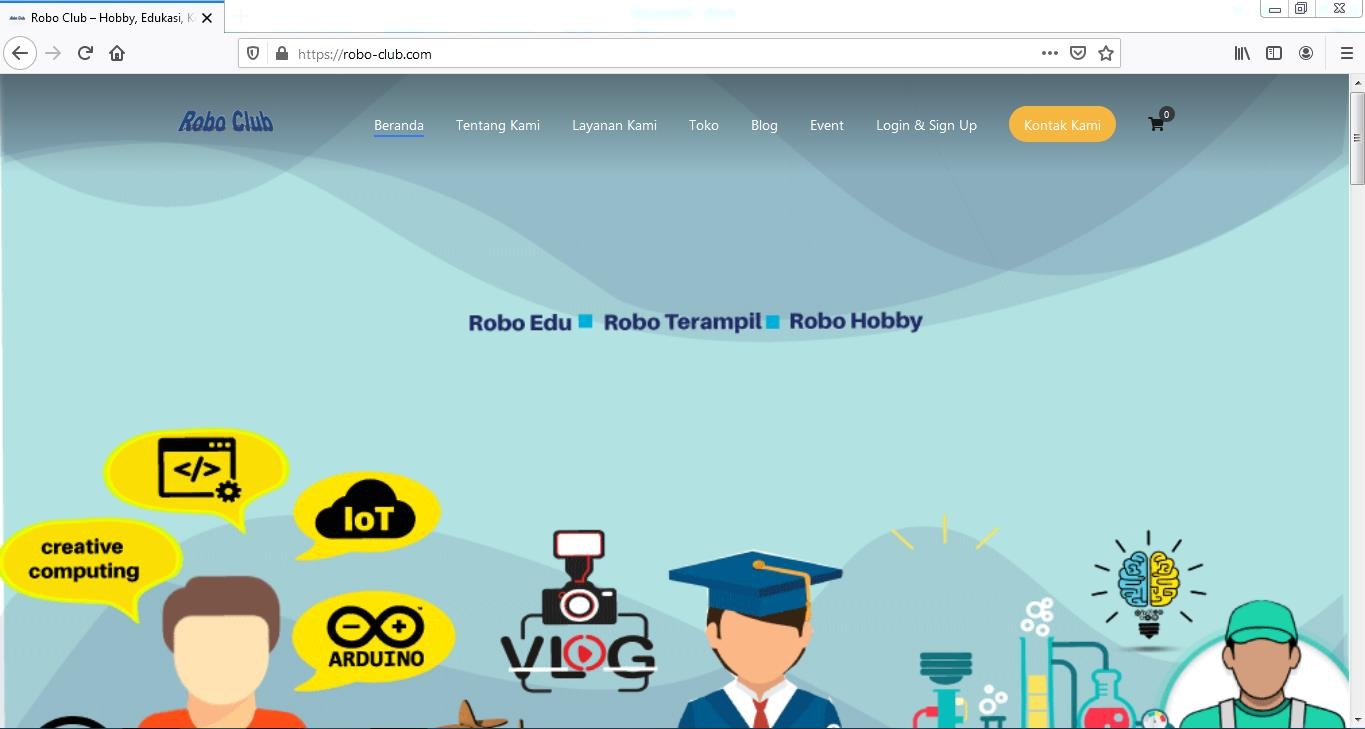 Robo Club – Hobby, Edukasi, K
https://robo-club.com
Robo Club
Beranda
Tentang Kami
Layanan Kami
Toko
Blog
Event
Login & Sign Up
Kontak Kami
0
Robo Edu ■ Robo Terampil ■ Robo Hobby
</>
IoT
creative
computing
ARDUINO
VLOG